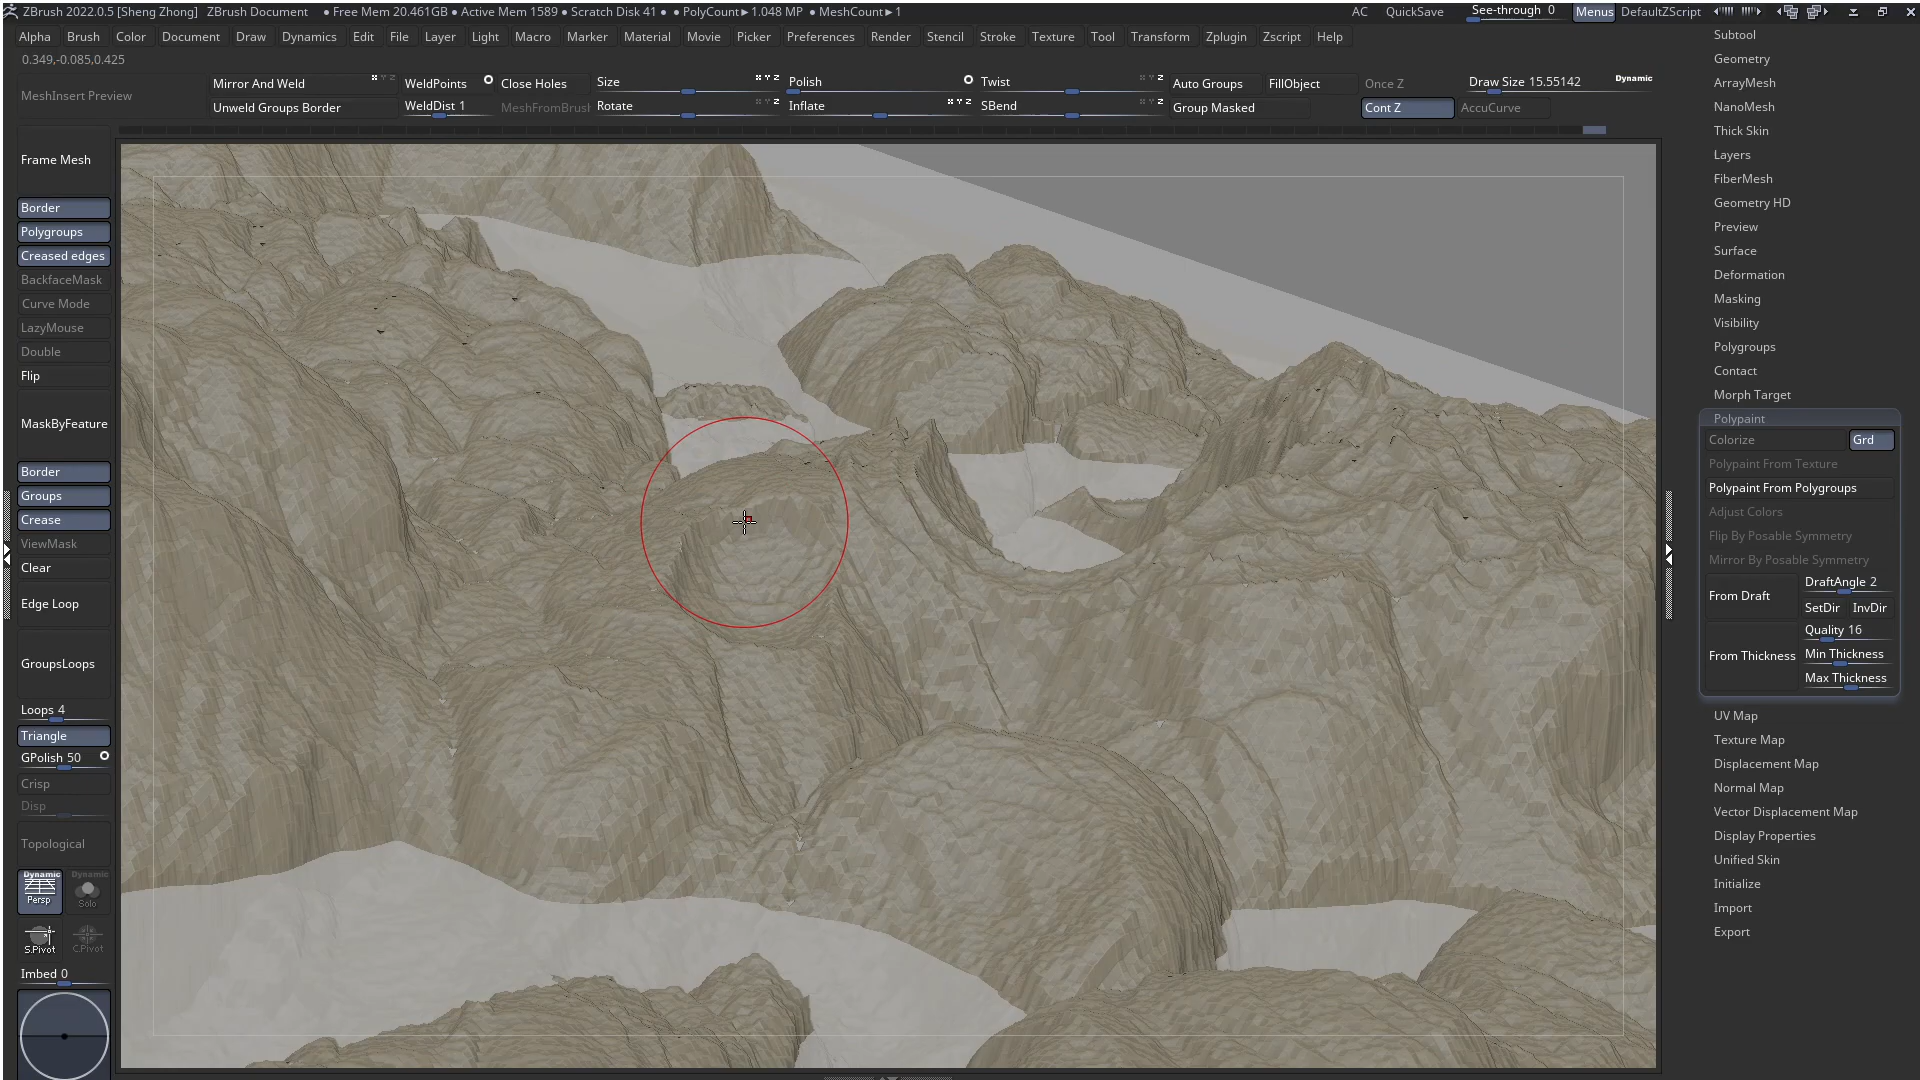 ZBrush 2022.0.5 [Sheng Zhong] ZBrush Document • Free Mem 20.461GB • Active Mem 1589 • Scratch Disk 41 • • PolyCount► 1.048 MP • MeshCount► 1 AC QuickSave See-through 0 Menus DefaultZScript
Alpha Brush Color Document Draw Dynamics Edit File Layer Light Macro Marker Material Movie Picker Preferences Render Stencil Stroke Texture Tool Transform Zplugin Zscript Help
0.349,-0.085,0.425
MeshInsert Preview
Mirror And Weld WeldPoints Close Holes Size Polish Twist Auto Groups FillObject Once Z Draw Size 15.55142 Dynamic
Unweld Groups Border WeldDist 1 MeshFromBrush Rotate Inflate SBend Group Masked Cont Z AccuCurve
Frame Mesh
Border
Polygroups
Creased edges
BackfaceMask
Curve Mode
LazyMouse
Double
Flip
MaskByFeature
Border
Groups
Crease
ViewMask
Clear
Edge Loop
GroupsLoops
Loops 4
Triangle
GPolish 50
Crisp
Disp
Topological
Dynamic Dynamic
Persp Solo
S.Pivot C.Pivot
Imbed 0
Subtool
Geometry
ArrayMesh
NanoMesh
Thick Skin
Layers
FiberMesh
Geometry HD
Preview
Surface
Deformation
Masking
Visibility
Polygroups
Contact
Morph Target
Polypaint
Colorize Grd
Polypaint From Texture
Polypaint From Polygroups
Adjust Colors
Flip By Posable Symmetry
Mirror By Posable Symmetry
From Draft DraftAngle 2
SetDir InvDir
Quality 16
From Thickness Min Thickness
Max Thickness
UV Map
Texture Map
Displacement Map
Normal Map
Vector Displacement Map
Display Properties
Unified Skin
Initialize
Import
Export